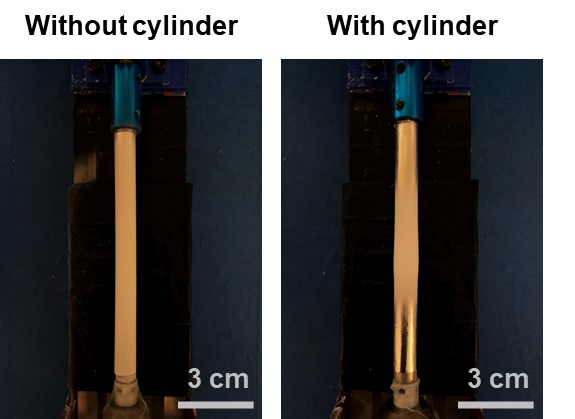 Without cylinder
With cylinder
3 cm
3 cm